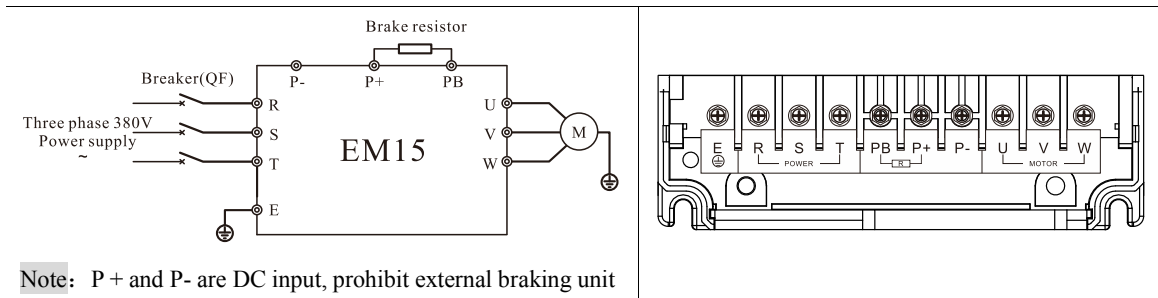 Brake resistor
P- P+ PB
Breaker(QF)
R U
Three phase 380V
Power supply
~
S V M
EM15
T W
E
Note：P + and P- are DC input, prohibit external braking unit
E R S T PB P+ P- U V W
POWER R MOTOR